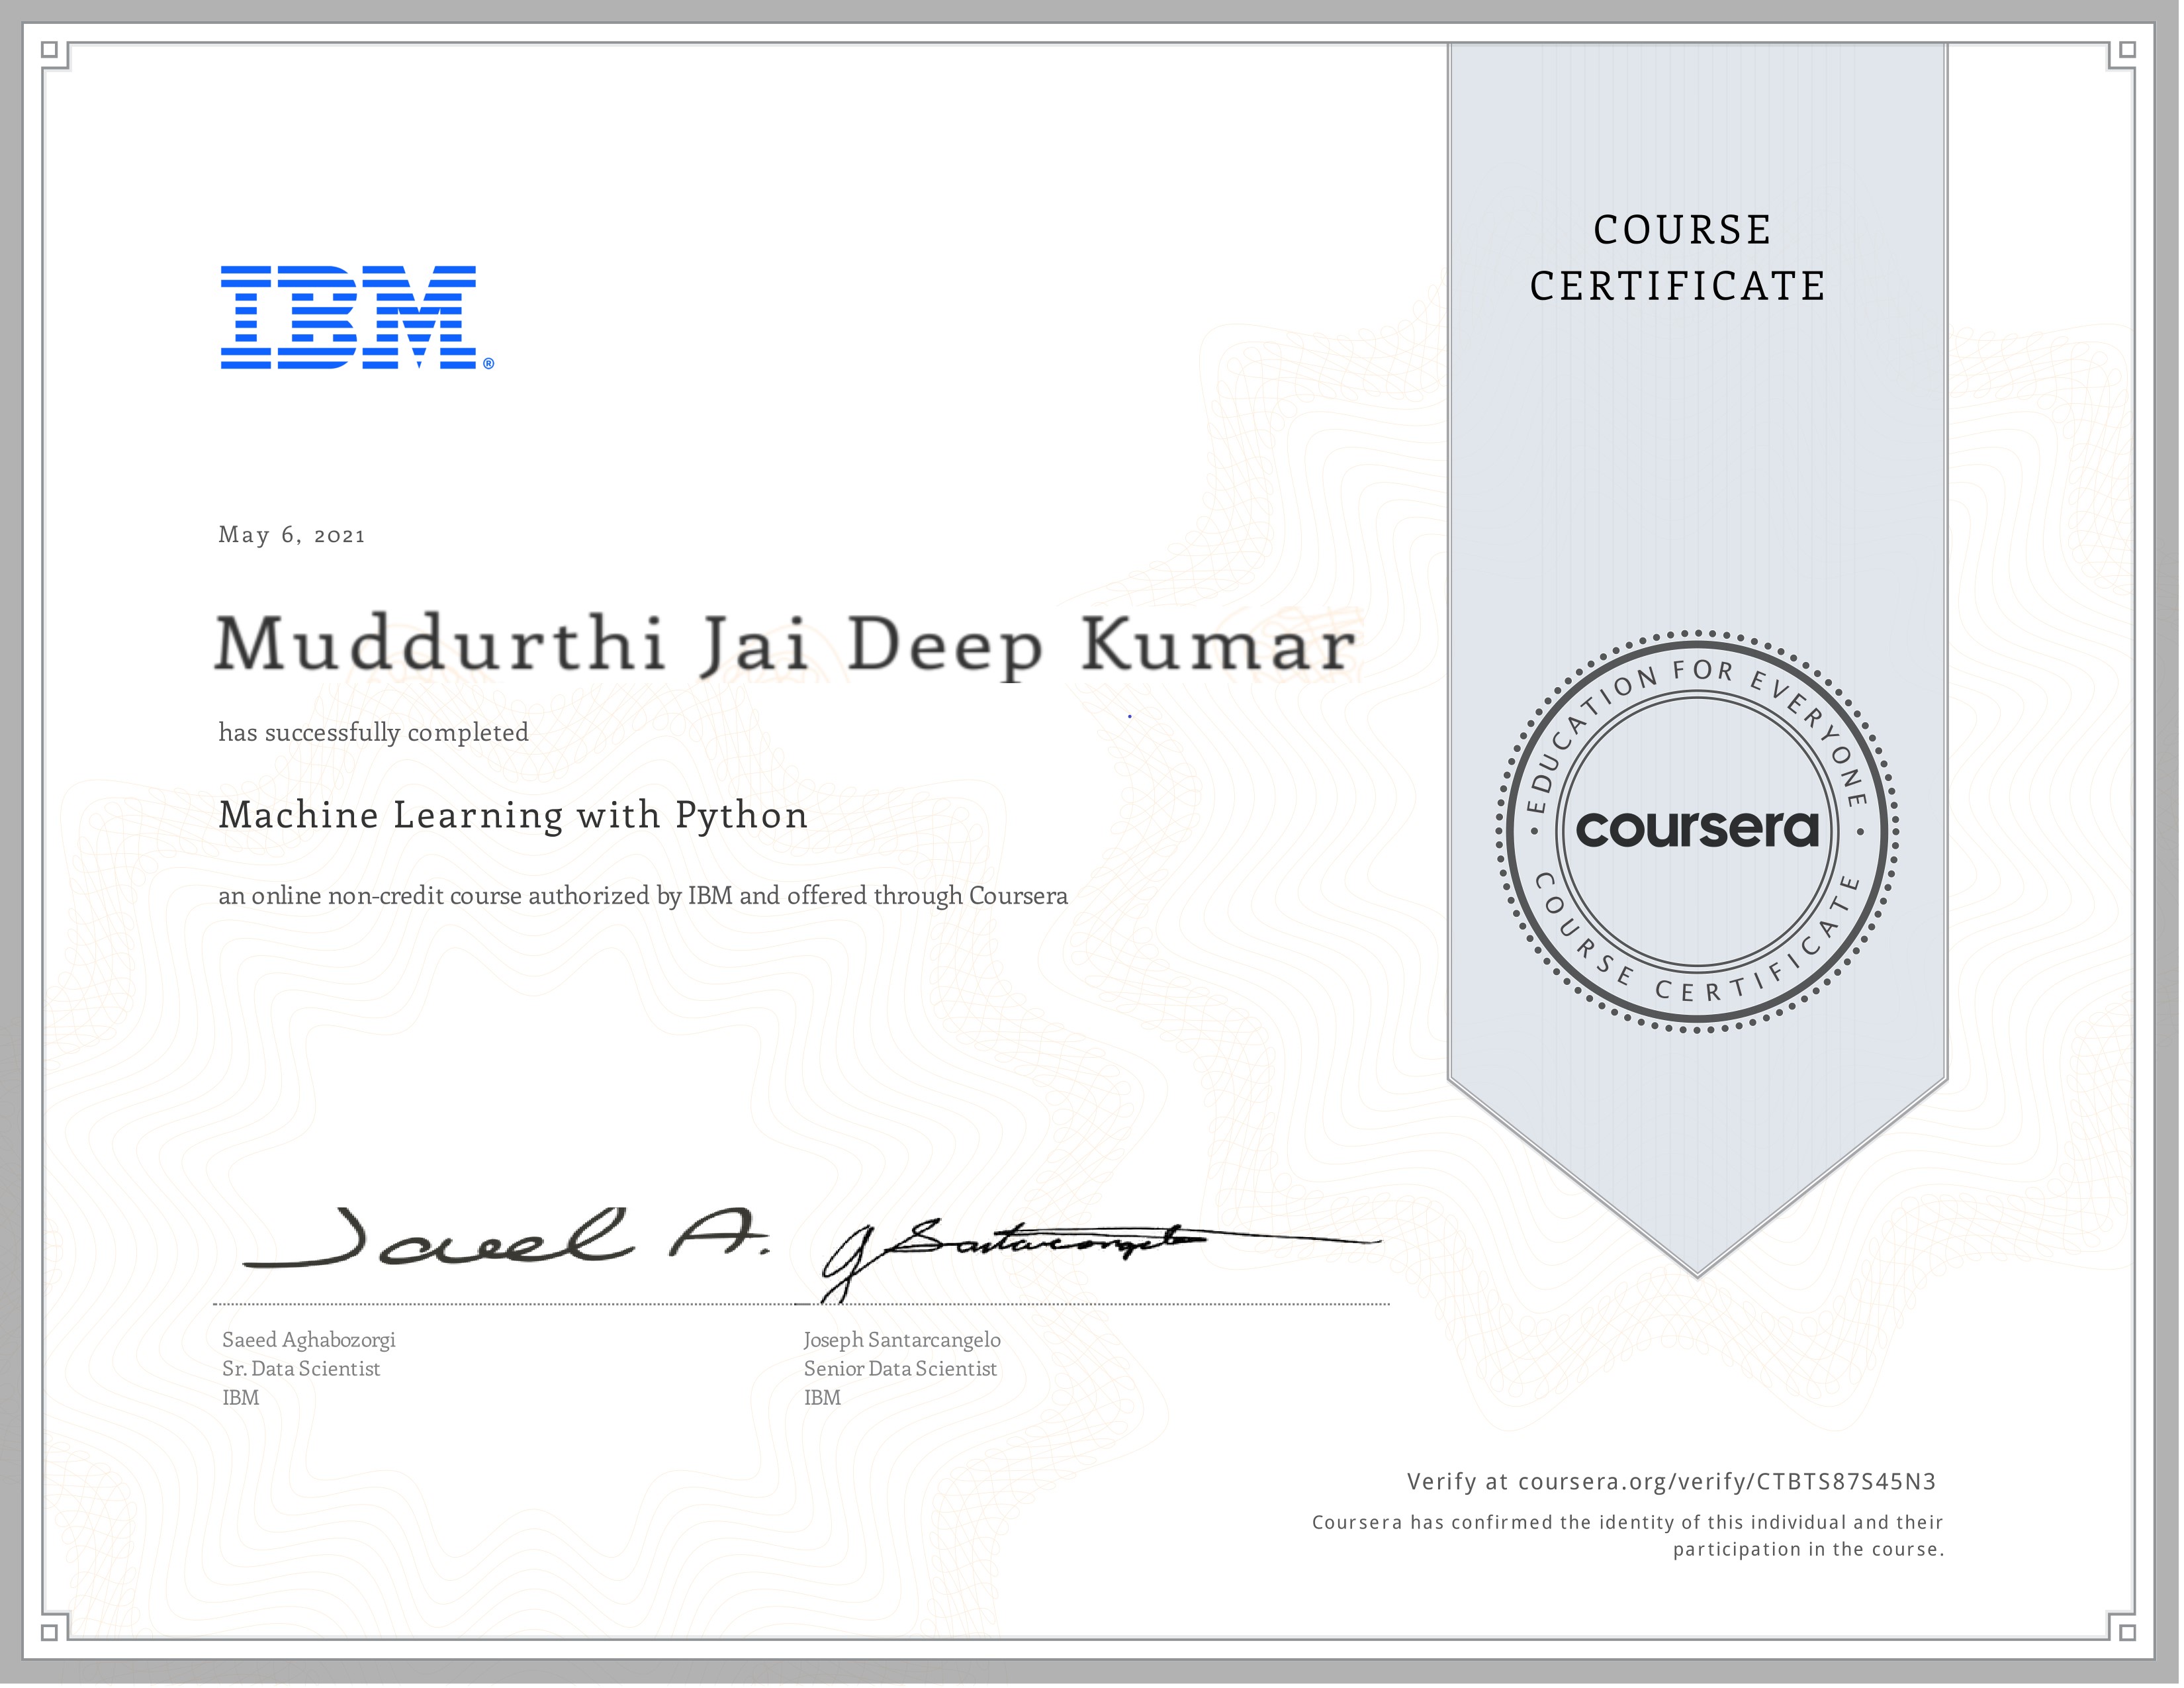 IBM®
COURSE
CERTIFICATE
May 6, 2021
Muddurthi Jai Deep Kumar
has successfully completed
Machine Learning with Python
an online non-credit course authorized by IBM and offered through Coursera
EDUCATION FOR EVERYONE
coursera
COURSE CERTIFICATE
Saeed A.
J Santarcangelo
Saeed Aghabozorgi
Sr. Data Scientist
IBM
Joseph Santarcangelo
Senior Data Scientist
IBM
Verify at coursera.org/verify/CTBTS87S45N3
Coursera has confirmed the identity of this individual and their
participation in the course.